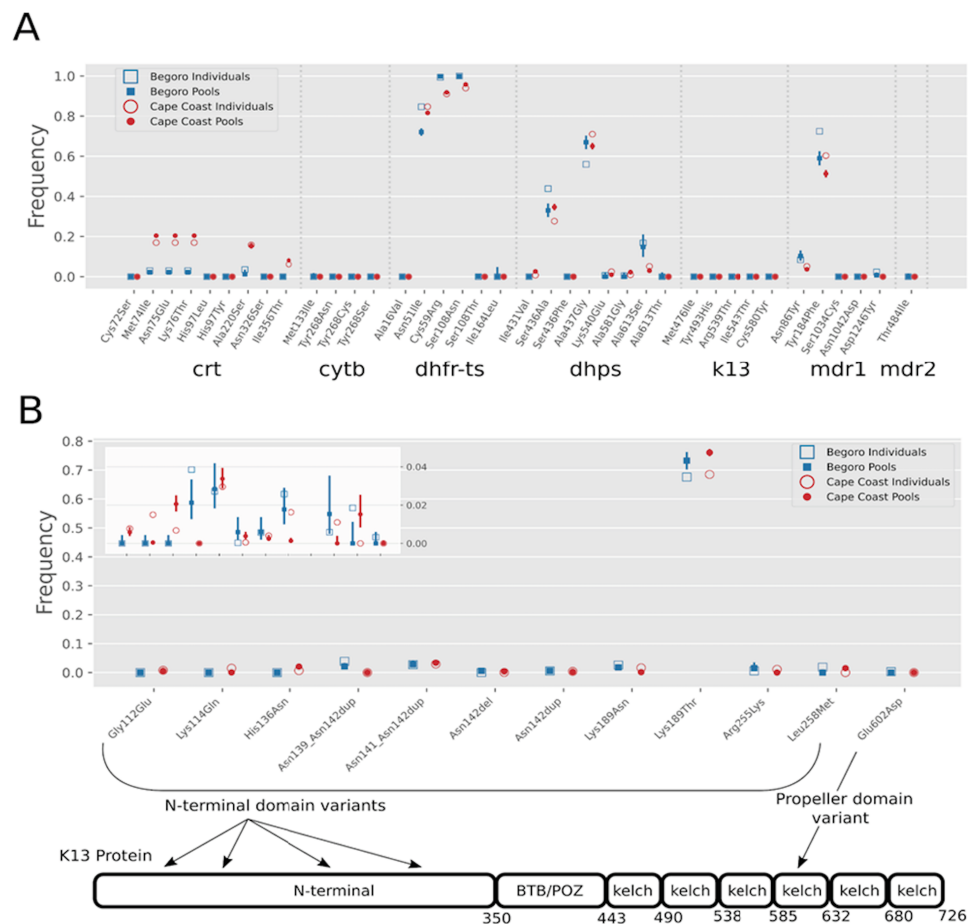 A
Frequency
1.0
0.8
0.6
0.4
0.2
0.0
Begoro Individuals
Begoro Pools
Cape Coast Individuals
Cape Coast Pools
Cys72Ser
Met74Ile
Asn75Glu
Lys76Thr
His97Leu
His97Tyr
Ala220Ser
Asn326Ser
Ile356Thr
Met133Ile
Tyr268Asn
Tyr268Cys
Tyr268Ser
Ala16Val
Asn51Ile
Cys59Arg
Ser108Asn
Ser108Thr
Ile164Leu
Ile431Val
Ser436Ala
Ser436Phe
Ala437Gly
Lys540Glu
Ala581Gly
Ala613Ser
Ala613Thr
Met476Ile
Tyr493His
Arg539Thr
Ile543Thr
Cys580Tyr
Asn86Tyr
Tyr184Phe
Ser1034Cys
Asn1042Asp
Asp1246Tyr
Thr484Ile
crt cytb dhfr-ts dhps k13 mdr1 mdr2
B
Frequency
0.8
0.7
0.6
0.5
0.4
0.3
0.2
0.1
0.0
0.04
0.02
0.00
Begoro Individuals
Begoro Pools
Cape Coast Individuals
Cape Coast Pools
Gly112Glu
Lys114Gln
His136Asn
Asn139_Asn142dup
Asn141_Asn142dup
Asn142del
Asn142dup
Lys189Asn
Lys189Thr
Arg255Lys
Leu258Met
Glu602Asp
N-terminal domain variants
Propeller domain
variant
K13 Protein
N-terminal BTB/POZ kelch kelch kelch kelch kelch kelch
350 443 490 538 585 632 680 726